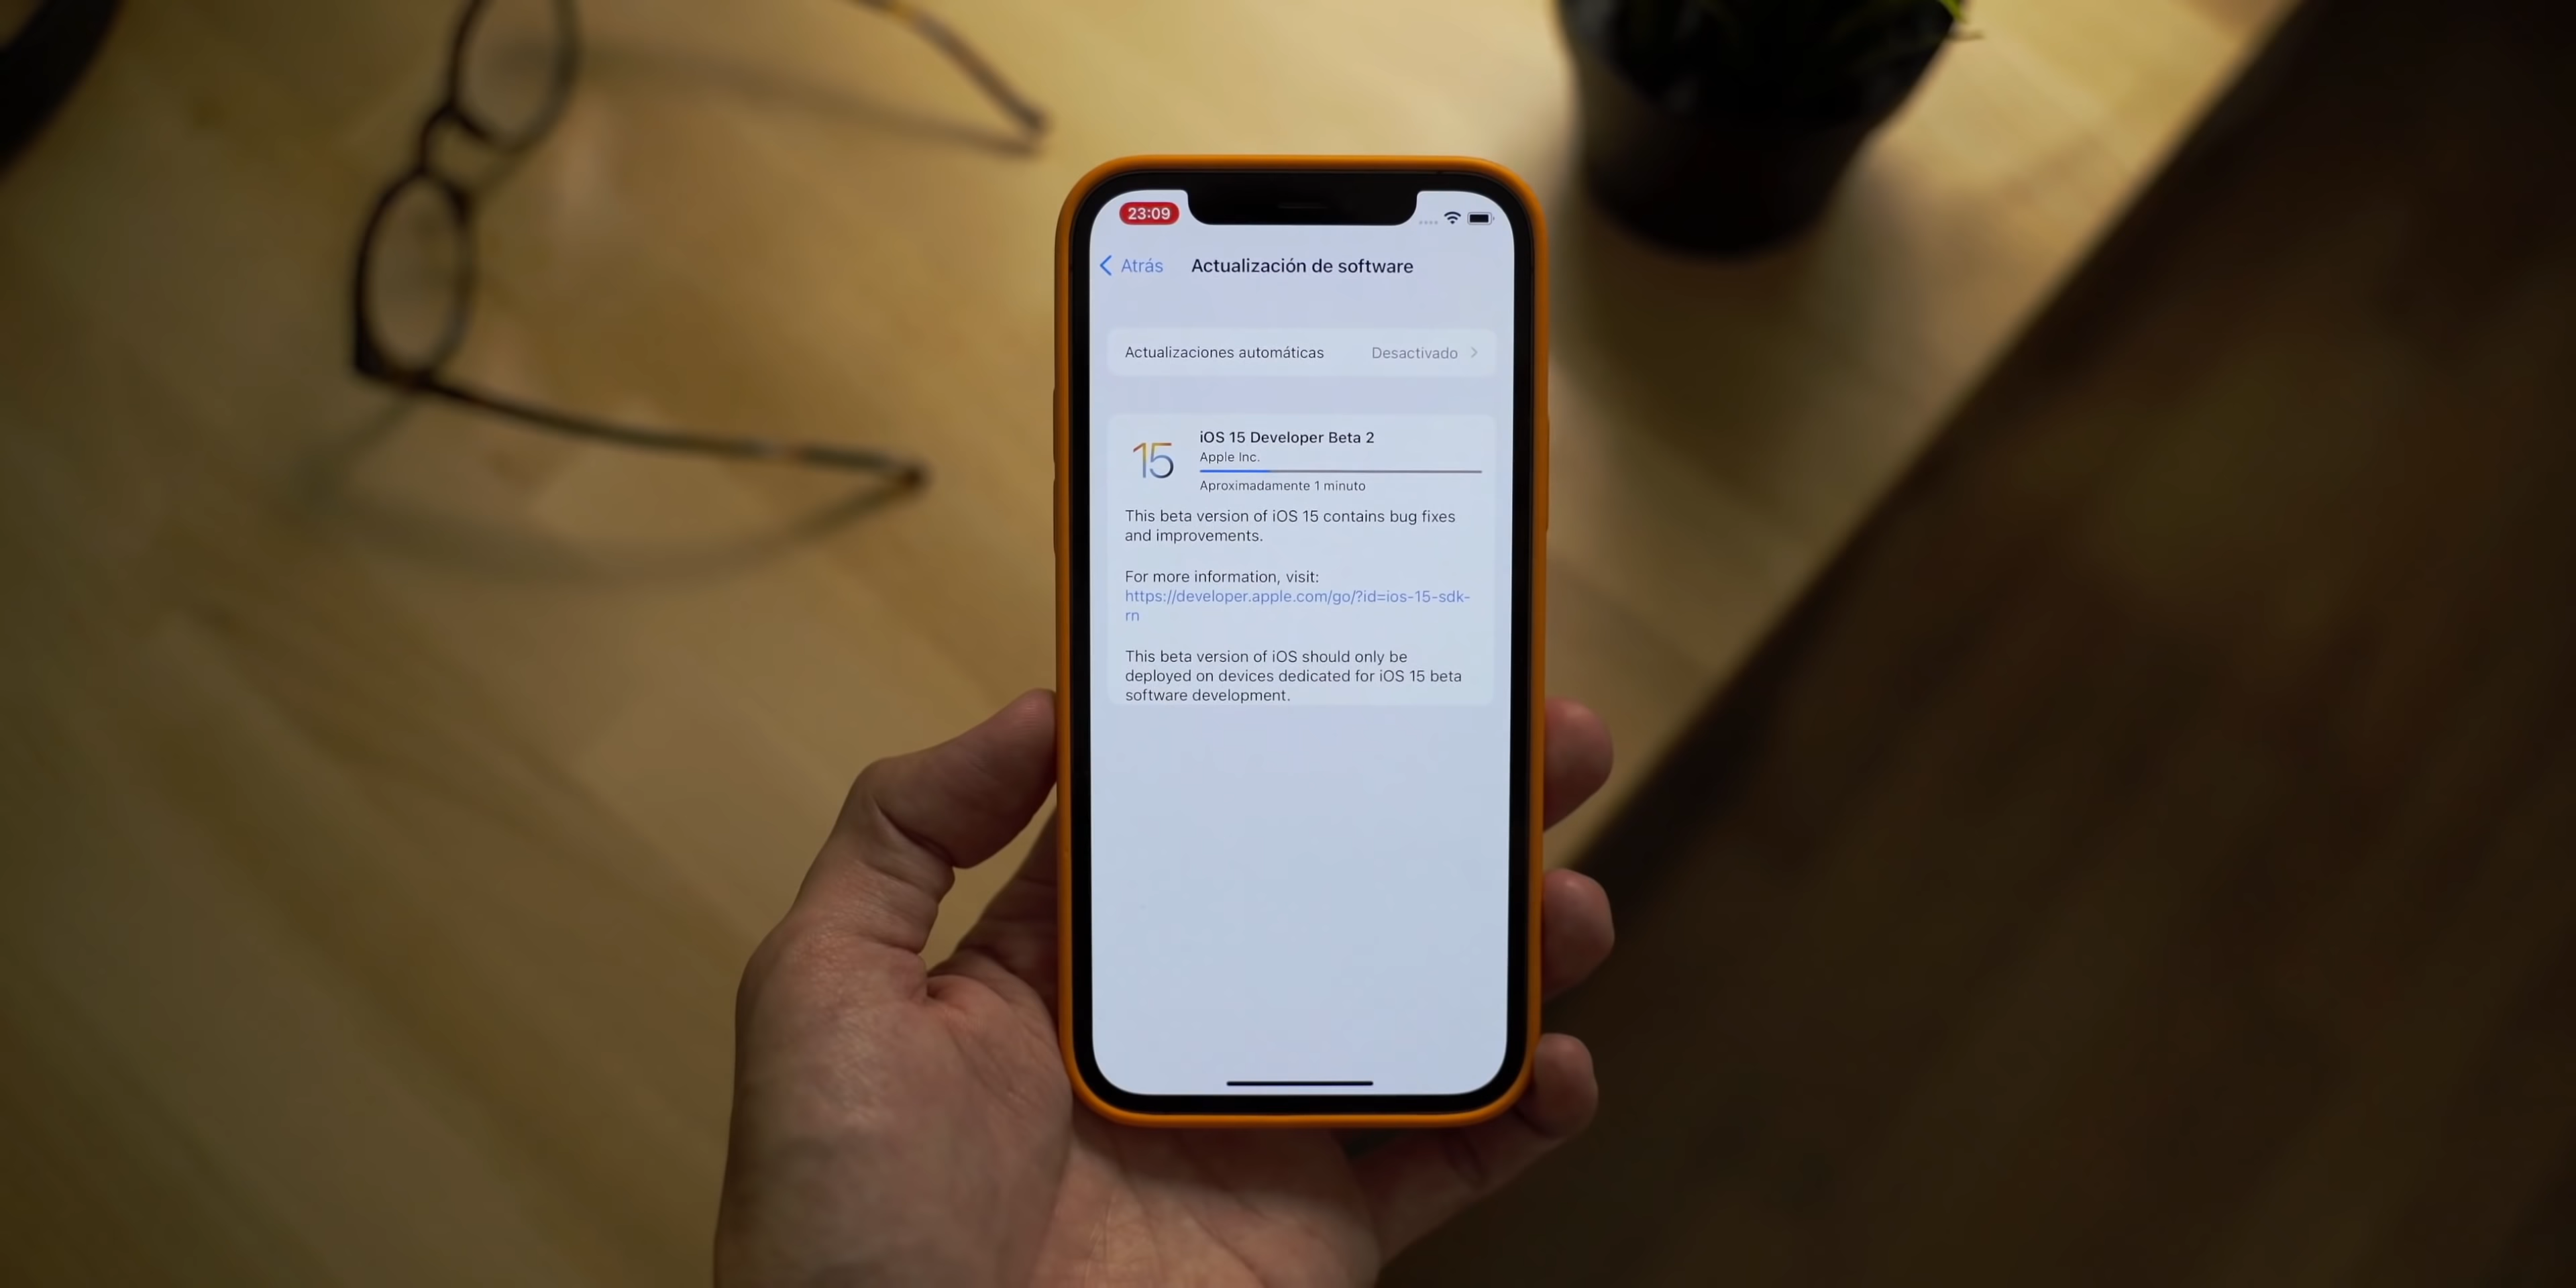 23:09
Atrás
Actualización de software
Actualizaciones automáticas
Desactivado
15
iOS 15 Developer Beta 2
Apple Inc.
Aproximadamente 1 minuto
This beta version of iOS 15 contains bug fixes
and improvements.
For more information, visit:
https://developer.apple.com/go/?id=ios-15-sdk-
rn
This beta version of iOS should only be
deployed on devices dedicated for iOS 15 beta
software development.